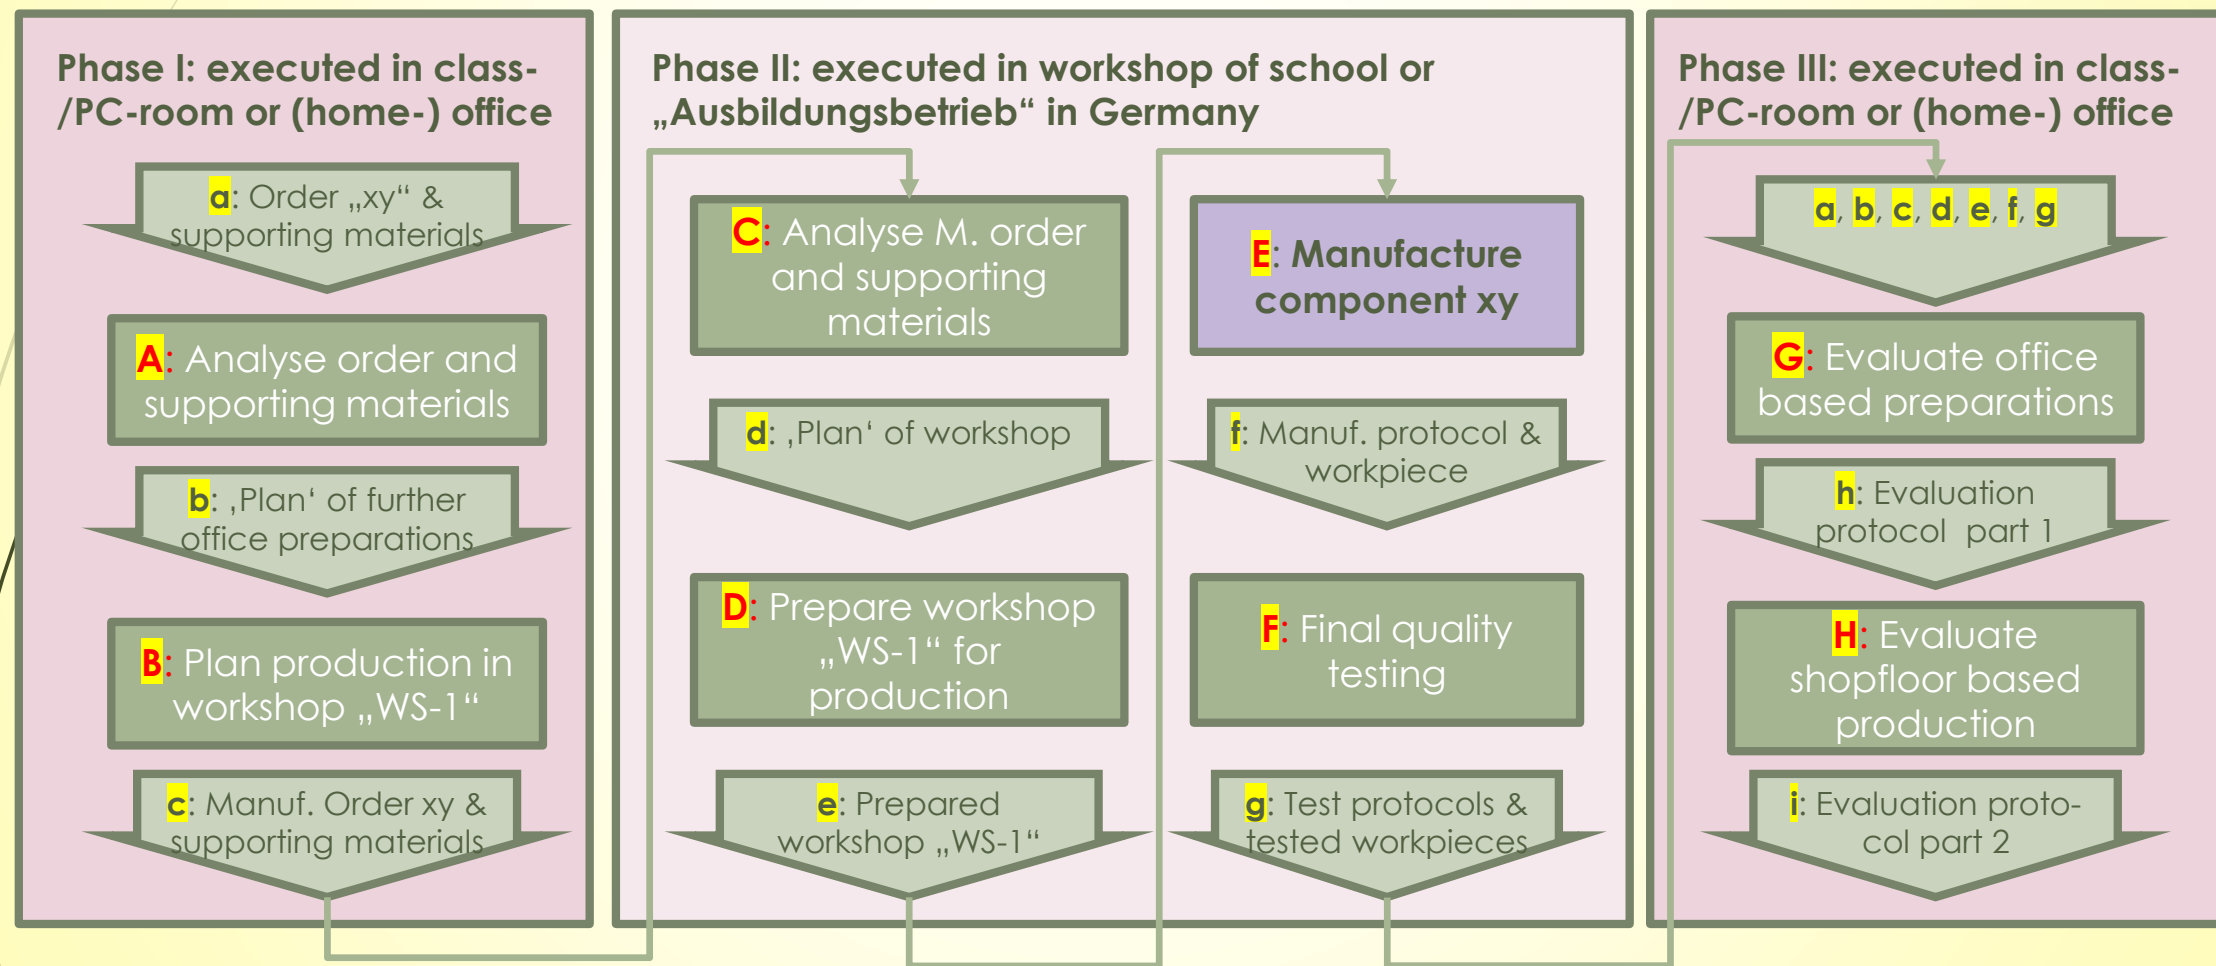 Phase I: executed in class-
/PC-room or (home-) office
a: Order „xy“ &
supporting materials
A: Analyse order and
supporting materials
b: ‚Plan‘ of further
office preparations
B: Plan production in
workshop „WS-1“
c: Manuf. Order xy &
supporting materials
Phase II: executed in workshop of school or
„Ausbildungsbetrieb“ in Germany
C: Analyse M. order
and supporting
materials
d: ‚Plan‘ of workshop
D: Prepare workshop
„WS-1“ for
production
e: Prepared
workshop „WS-1“
E: Manufacture
component xy
f: Manuf. protocol &
workpiece
F: Final quality
testing
g: Test protocols &
tested workpieces
Phase III: executed in class-
/PC-room or (home-) office
a, b, c, d, e, f, g
G: Evaluate office
based preparations
h: Evaluation
protocol part 1
H: Evaluate
shopfloor based
production
i: Evaluation proto-
col part 2